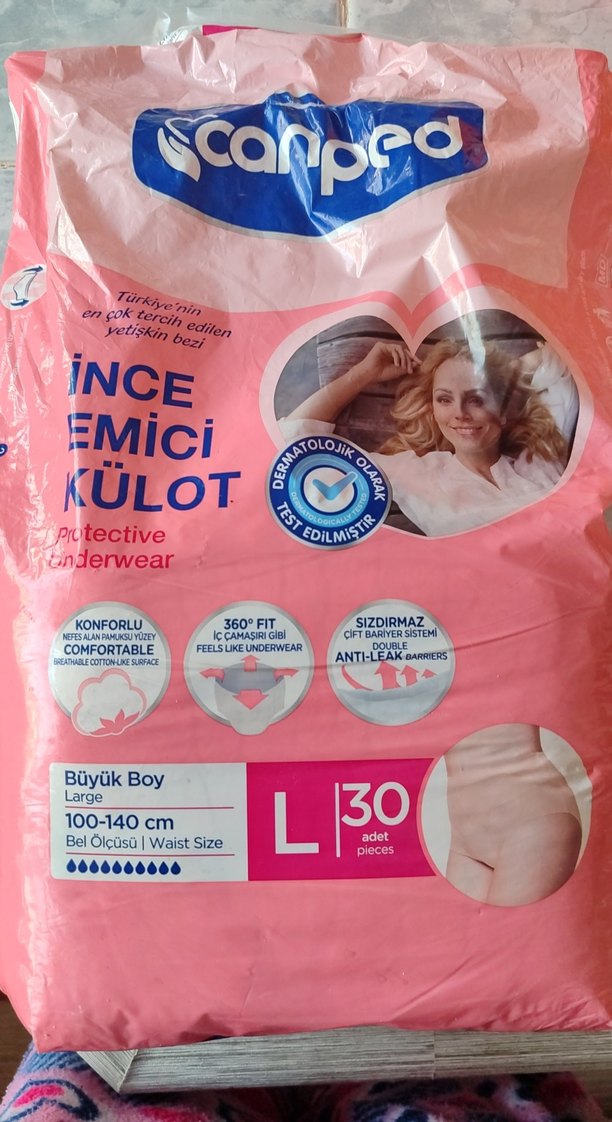 Scanped
Türkiye'nin
en çok tercih edilen
yetişkin bezi
İNCE
EMİCİ
KÜLOT
Protective
Underwear
DERMATOLOJİK OLARAK
TEST EDİLMİŞTİR
DERMATOLOGICALLY TESTED
KONFORLU
NEFES ALAN PAMUKSU YÜZEY
COMFORTABLE
BREATHABLE COTTON-LIKE SURFACE
360° FIT
İÇ ÇAMAŞIRI GİBİ
FEELS LIKE UNDERWEAR
SIZDIRMAZ
ÇİFT BARİYER SİSTEMİ
DOUBLE
ANTI-LEAK BARRIERS
Büyük Boy
Large
100-140 cm
Bel Ölçüsü | Waist Size
L
30
adet
pieces